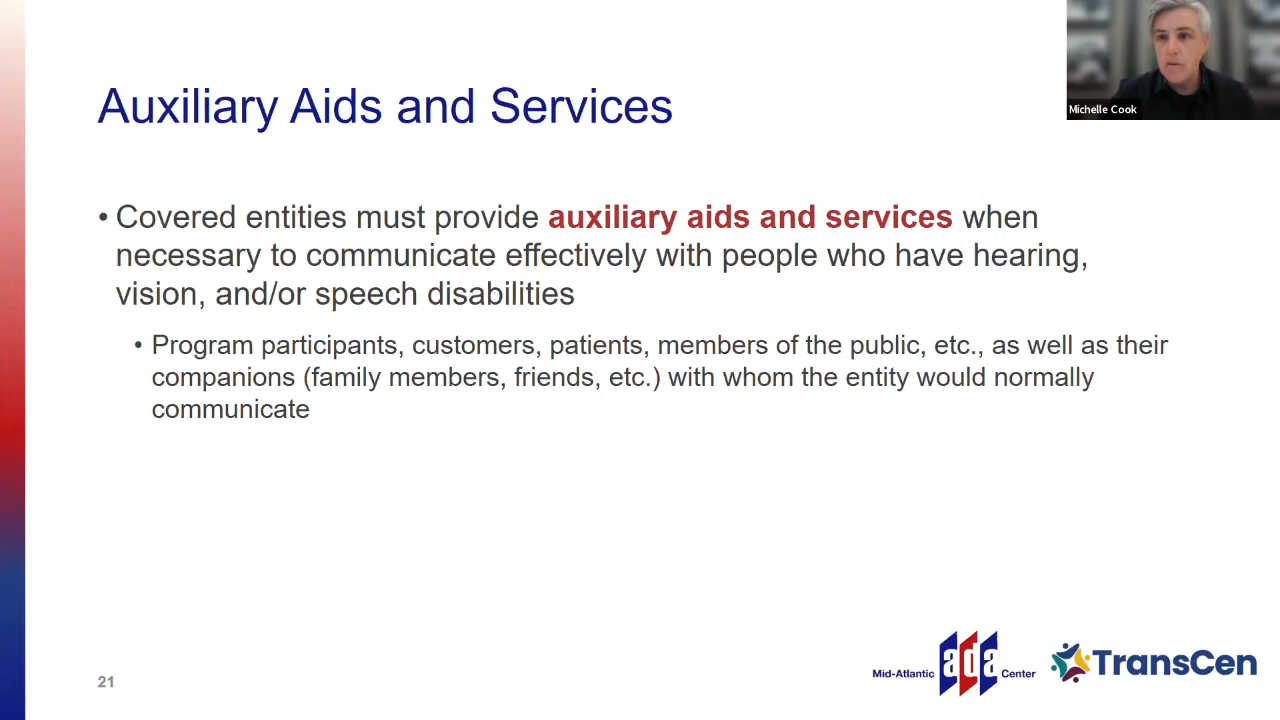 Michelle Cook
Auxiliary Aids and Services
• Covered entities must provide auxiliary aids and services when
necessary to communicate effectively with people who have hearing,
vision, and/or speech disabilities
• Program participants, customers, patients, members of the public, etc., as well as their
companions (family members, friends, etc.) with whom the entity would normally
communicate
21
Mid-Atlantic ada Center
TransCen